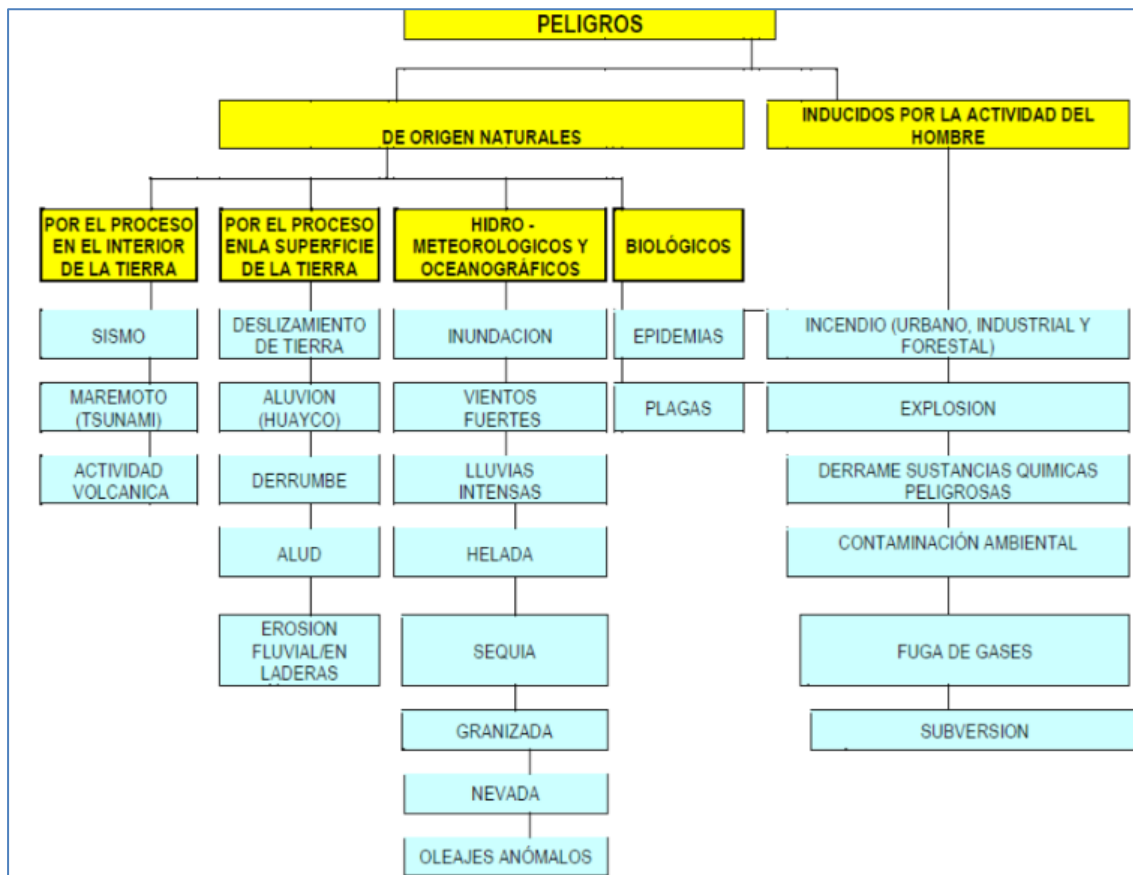 PELIGROS
DE ORIGEN NATURALES
INDUCIDOS POR LA ACTIVIDAD DEL
HOMBRE
POR EL PROCESO
EN EL INTERIOR
DE LA TIERRA
POR EL PROCESO
ENLA SUPERFICIE
DE LA TIERRA
HIDRO -
METEOROLOGICOS Y
OCEANOGRÁFICOS
BIOLÓGICOS
SISMO
MAREMOTO
(TSUNAMI)
ACTIVIDAD
VOLCANICA
DESLIZAMIENTO
DE TIERRA
ALUVION
(HUAYCO)
DERRUMBE
ALUD
EROSION
FLUVIAL/EN
LADERAS
INUNDACION
VIENTOS
FUERTES
LLUVIAS
INTENSAS
HELADA
SEQUIA
GRANIZADA
NEVADA
OLEAJES ANÓMALOS
EPIDEMIAS
PLAGAS
INCENDIO (URBANO, INDUSTRIAL Y
FORESTAL)
EXPLOSION
DERRAME SUSTANCIAS QUIMICAS
PELIGROSAS
CONTAMINACIÓN AMBIENTAL
FUGA DE GASES
SUBVERSION